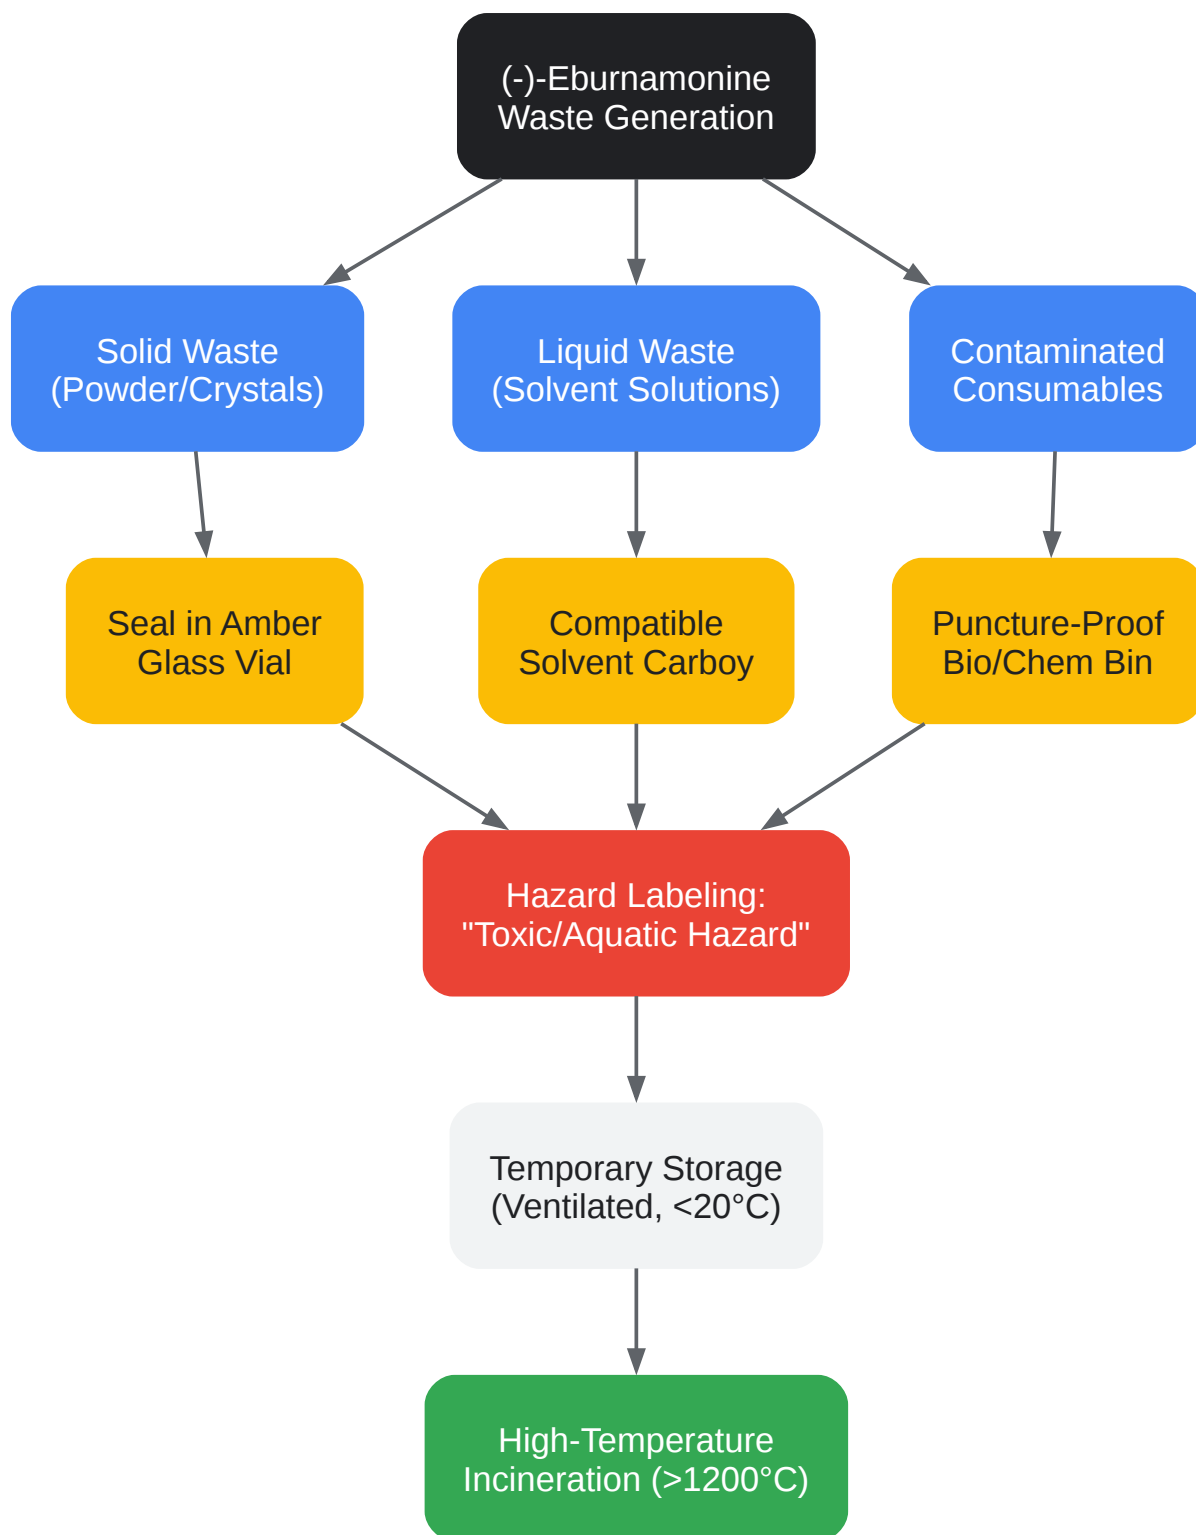 (-)-Eburnamonine
Waste Generation
Solid Waste
(Powder/Crystals)
Liquid Waste
(Solvent Solutions)
Contaminated
Consumables
Seal in Amber
Glass Vial
Compatible
Solvent Carboy
Puncture-Proof
Bio/Chem Bin
Hazard Labeling:
"Toxic/Aquatic Hazard"
Temporary Storage
(Ventilated, <20°C)
High-Temperature
Incineration (>1200°C)